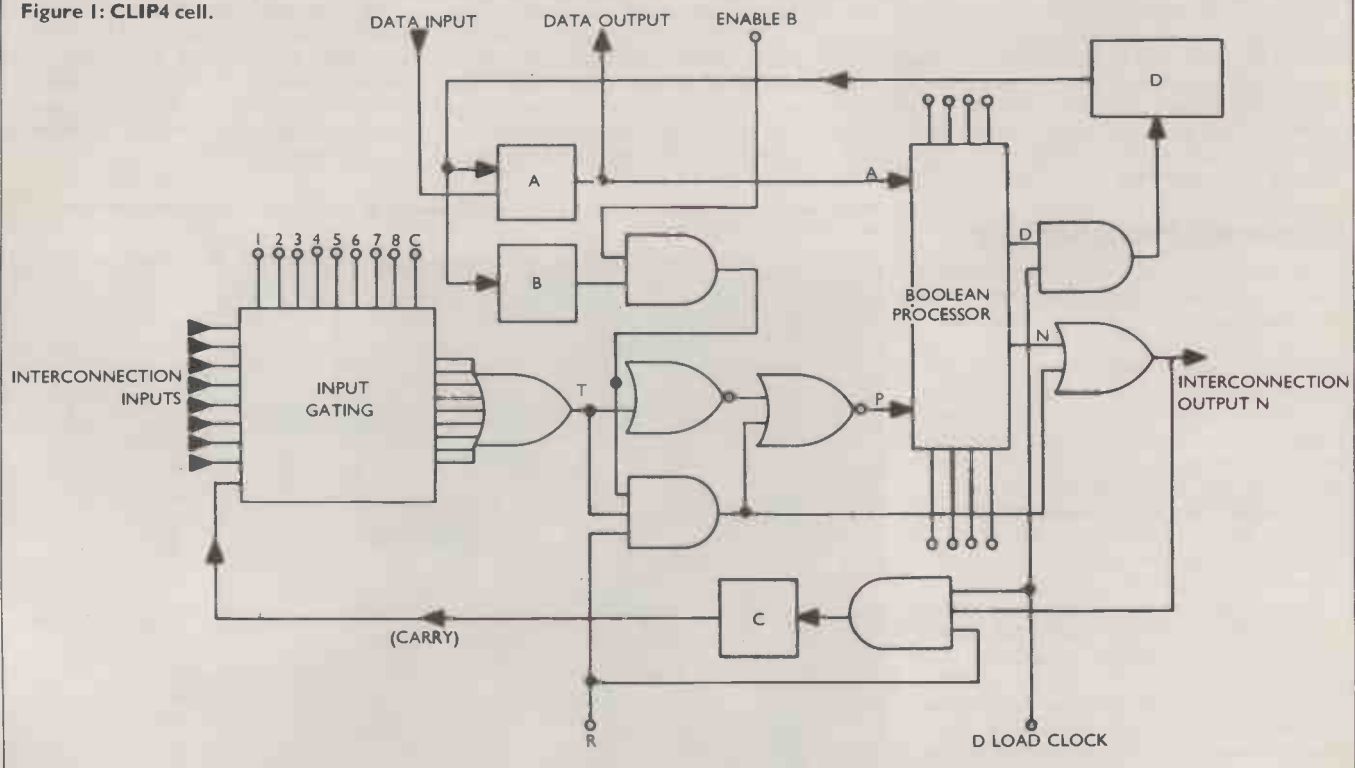 Figure 1: CLIP4 cell.
DATA INPUT
DATA OUTPUT
ENABLE B
D
A
A
1 2 3 4 5 6 7 8 C
B
D
BOOLEAN
PROCESSOR
N
INTERCONNECTION
INPUTS
INPUT
GATING
T
P
INTERCONNECTION
OUTPUT N
C
(CARRY)
R
D LOAD CLOCK